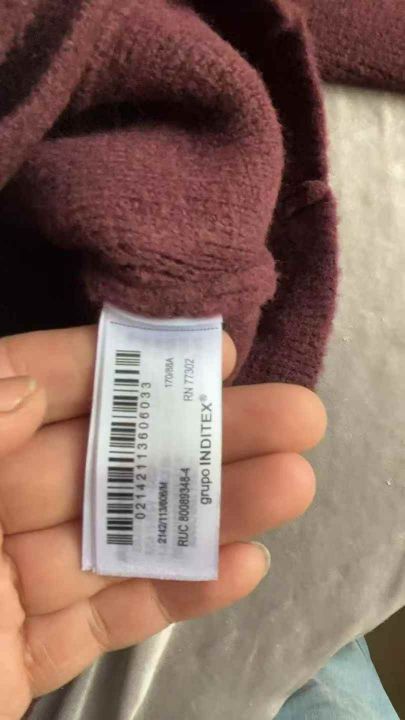 02142113606033
170/88A
RN 77302
2142/113/606/M
RUC 80089348-4
grupo INDITEX®